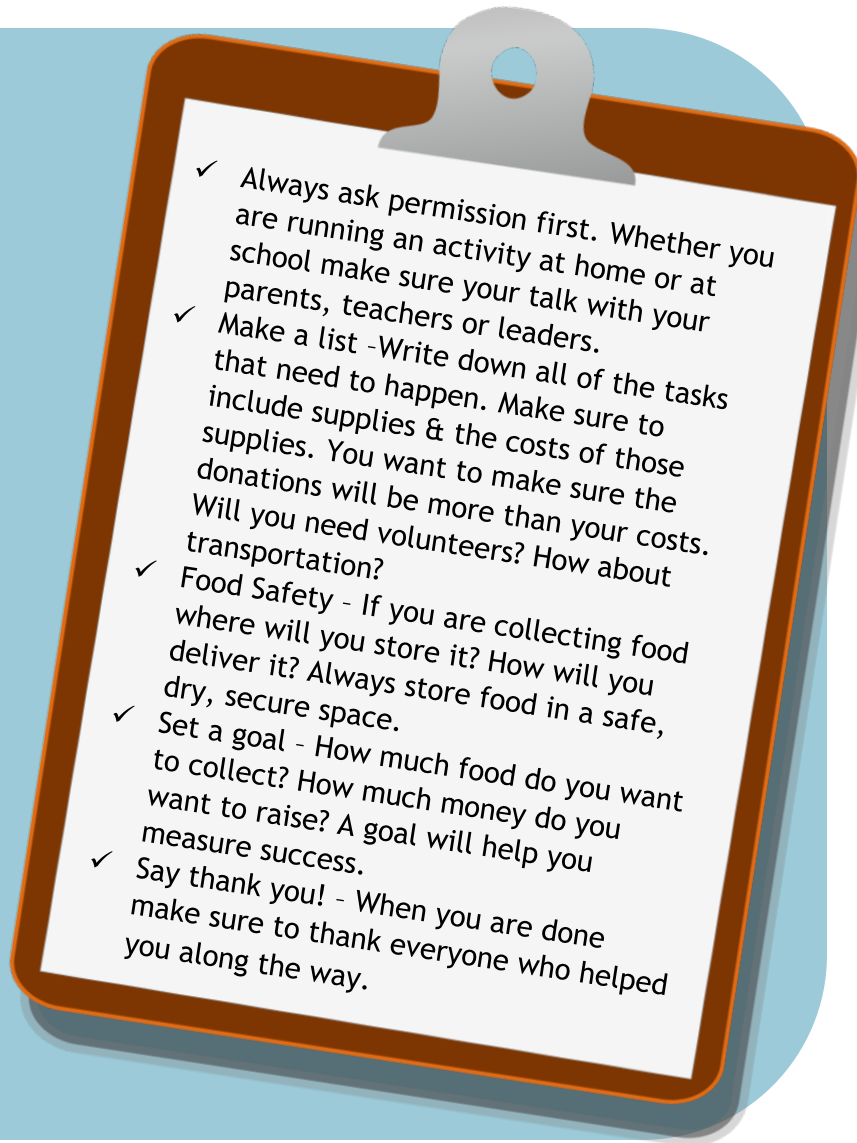 ✓ Always ask permission first. Whether you
are running an activity at home or at
school make sure your talk with your
parents, teachers or leaders.
✓ Make a list –Write down all of the tasks
that need to happen. Make sure to
include supplies & the costs of those
supplies. You want to make sure the
donations will be more than your costs.
Will you need volunteers? How about
transportation?
✓ Food Safety – If you are collecting food
where will you store it? How will you
deliver it? Always store food in a safe,
dry, secure space.
✓ Set a goal – How much food do you want
to collect? How much money do you
want to raise? A goal will help you
measure success.
✓ Say thank you! – When you are done
make sure to thank everyone who helped
you along the way.